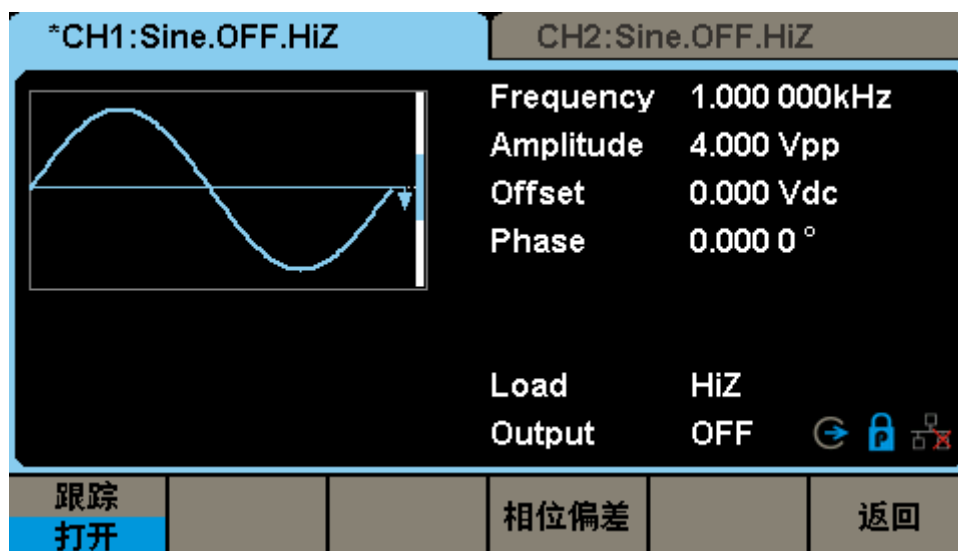 *CH1:Sine.OFF.HiZ
CH2:Sine.OFF.HiZ
Frequency 1.000 000kHz
Amplitude 4.000 Vpp
Offset 0.000 Vdc
Phase 0.000 0 °
Load HiZ
Output OFF
跟踪
打开
相位偏差
返回